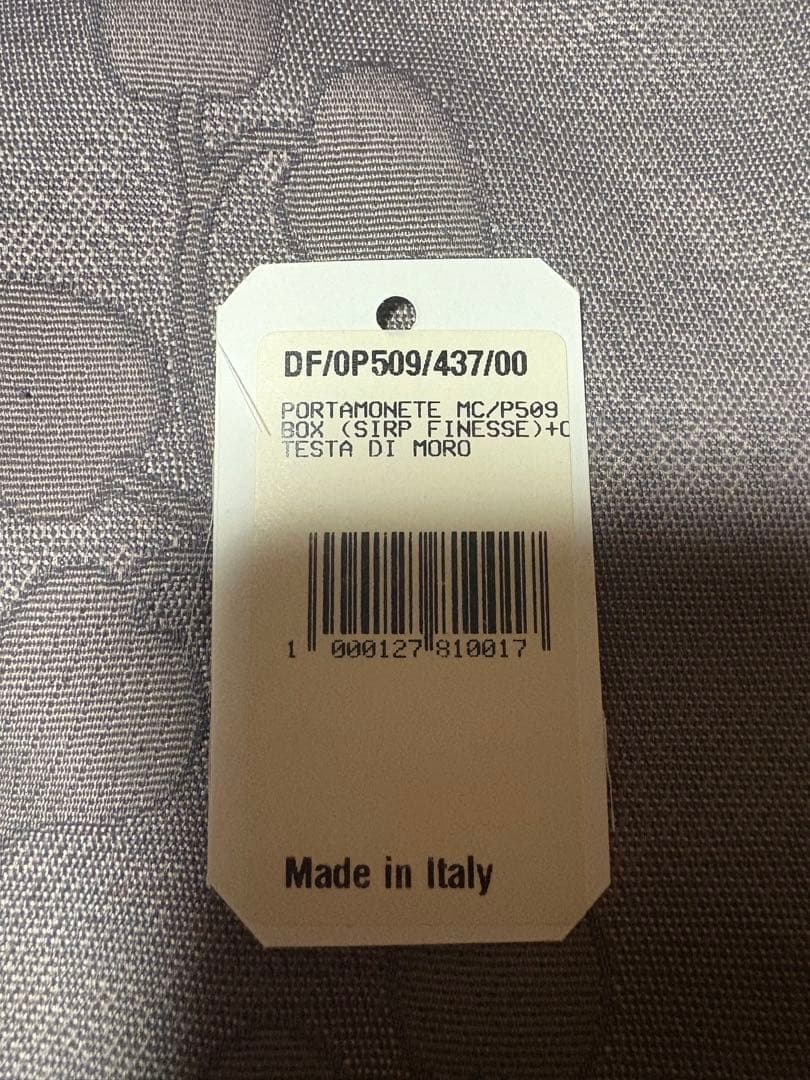 DF/0P509/437/00
PORTAMONETE MC/P509
BOX (SIRP FINESSE)+C
TESTA DI MORO
1 000127 810017
Made in Italy